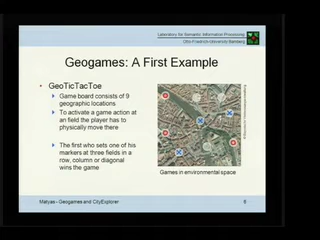 Laboratory for Semantic Information Processing
Otto-Friedrich-University Bamberg
Geogames: A First Example
• GeoTicTacToe
Game board consists of 9
geographic locations
To activate a game action at
an field the player has to
physically move there
The first who sets one of his
markers at three fields in a
row, column or diagonal
wins the game
Games in environmental space
Matyas - Geogames and CityExplorer
6